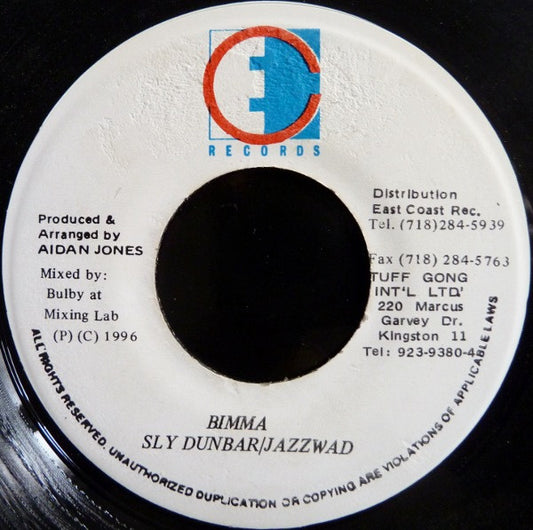 RECORDS
Produced &
Arranged by
AIDAN JONES
Mixed by:
Bulby at
Mixing Lab
(P) (C) 1996
Distribution
East Coast Rec.
Tel. (718)284-5939
Fax (718) 284-5763
TUFF GONG
INT'L LTD'
220 Marcus
Garvey Dr.
Kingston 11
Tel: 923-9380-4
BIMMA
SLY DUNBAR/JAZZWAD
ALL RIGHTS RESERVED. UNAUTHORIZED DUPLICATION OR COPYING ARE VIOLATIONS OF APPLICABLE LAWS